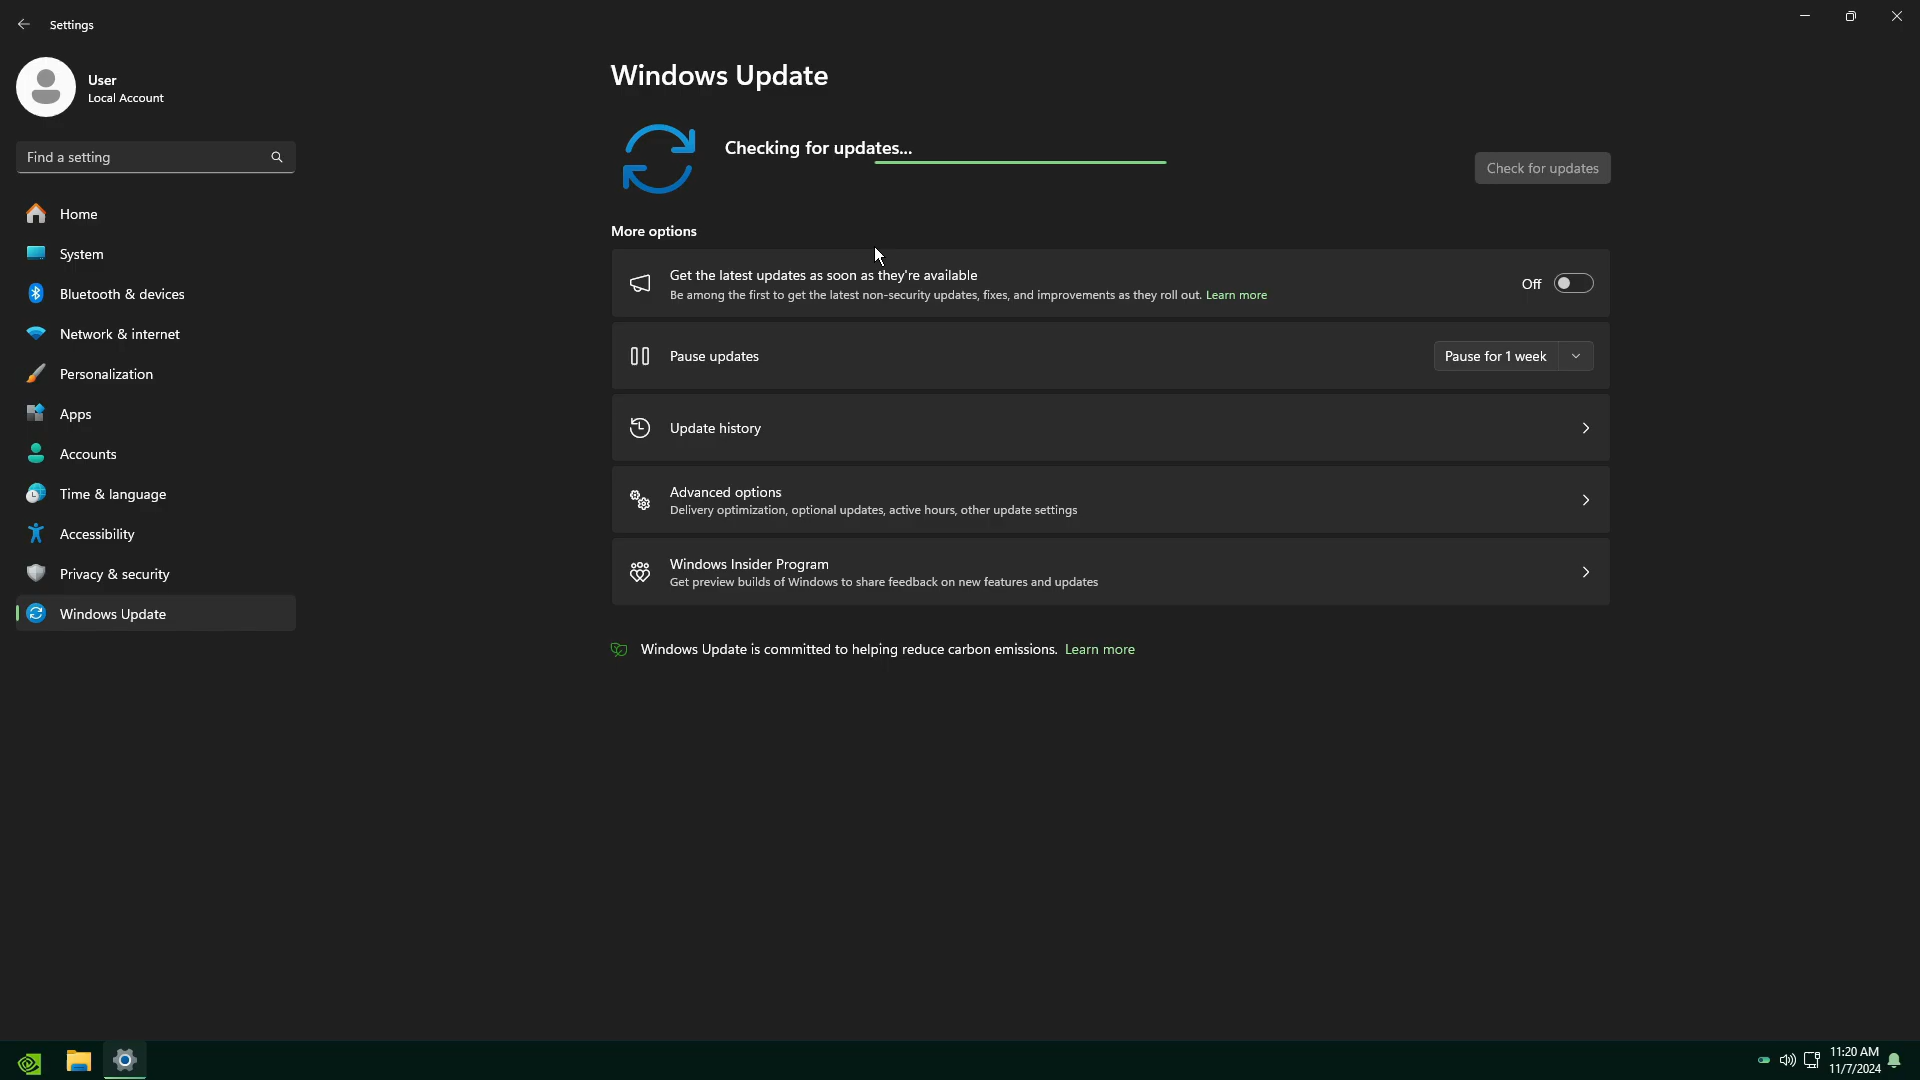 Settings
User
Local Account
Find a setting
Home
System
Bluetooth & devices
Network & internet
Personalization
Apps
Accounts
Time & language
Accessibility
Privacy & security
Windows Update
Windows Update
Checking for updates...
Check for updates
More options
Get the latest updates as soon as they're available
Be among the first to get the latest non-security updates, fixes, and improvements as they roll out. Learn more
Off
Pause updates
Pause for 1 week
Update history
Advanced options
Delivery optimization, optional updates, active hours, other update settings
Windows Insider Program
Get preview builds of Windows to share feedback on new features and updates
Windows Update is committed to helping reduce carbon emissions. Learn more
11:20 AM
11/7/2024